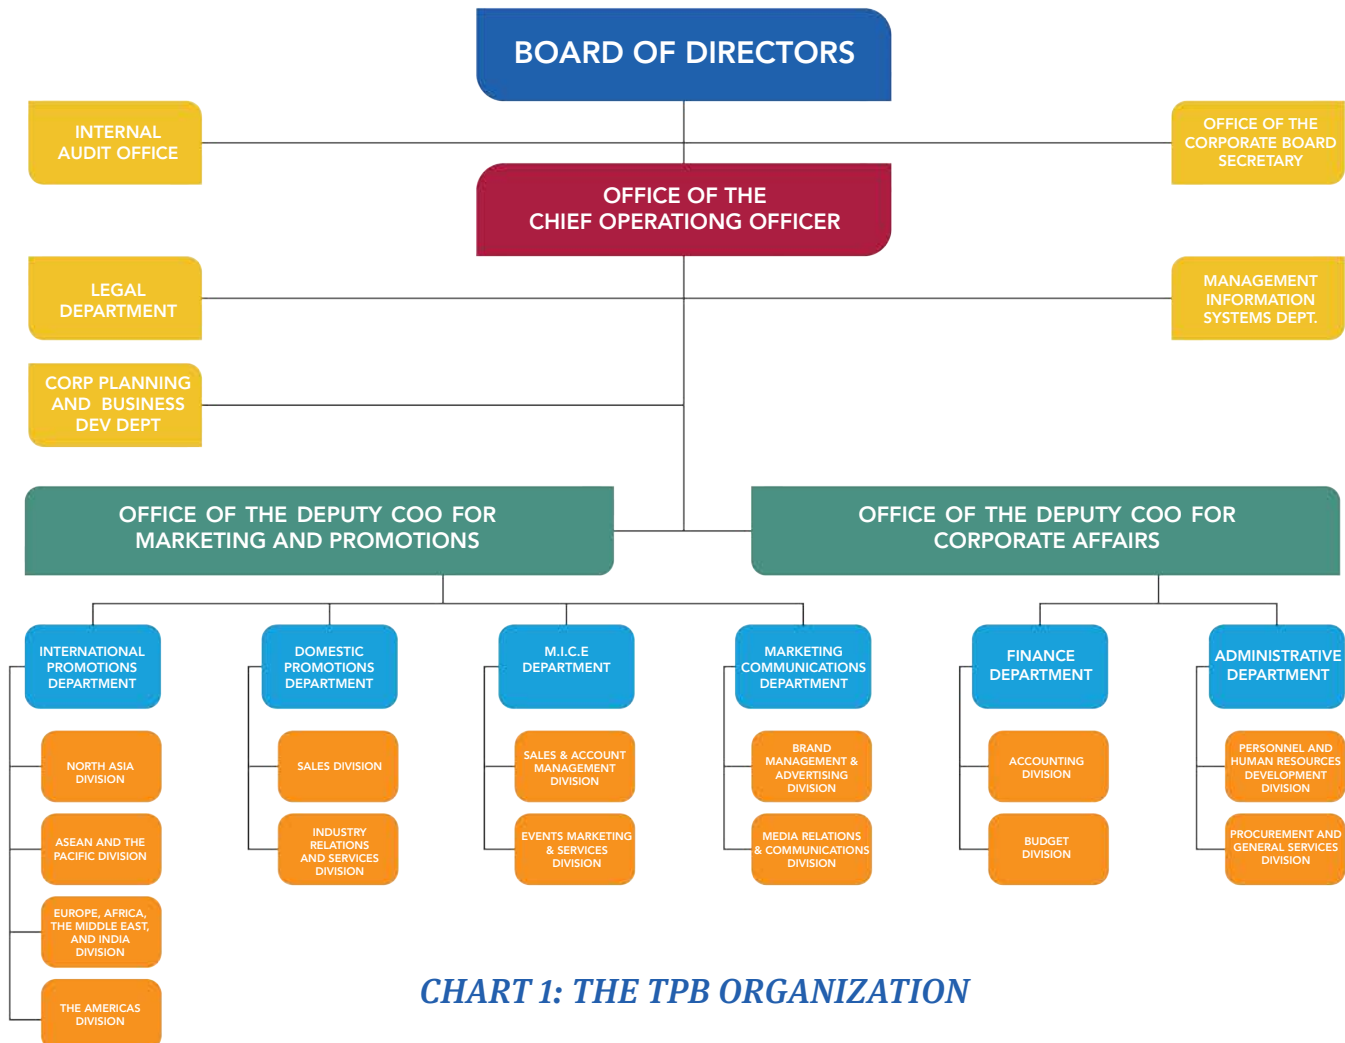 BOARD OF DIRECTORS
INTERNAL
AUDIT OFFICE
OFFICE OF THE
CORPORATE BOARD
SECRETARY
OFFICE OF THE
CHIEF OPERATIONG OFFICER
LEGAL
DEPARTMENT
MANAGEMENT
INFORMATION
SYSTEMS DEPT.
CORP PLANNING
AND BUSINESS
DEV DEPT
OFFICE OF THE DEPUTY COO FOR
MARKETING AND PROMOTIONS
OFFICE OF THE DEPUTY COO FOR
CORPORATE AFFAIRS
INTERNATIONAL
PROMOTIONS
DEPARTMENT
DOMESTIC
PROMOTIONS
DEPARTMENT
M.I.C.E
DEPARTMENT
MARKETING
COMMUNICATIONS
DEPARTMENT
FINANCE
DEPARTMENT
ADMINISTRATIVE
DEPARTMENT
NORTH ASIA
DIVISION
SALES DIVISION
SALES & ACCOUNT
MANAGEMENT
DIVISION
BRAND
MANAGEMENT &
ADVERTISING
DIVISION
ACCOUNTING
DIVISION
PERSONNEL AND
HUMAN RESOURCES
DEVELOPMENT
DIVISION
ASEAN AND THE
PACIFIC DIVISION
INDUSTRY
RELATIONS
AND SERVICES
DIVISION
EVENTS MARKETING
& SERVICES
DIVISION
MEDIA RELATIONS
& COMMUNICATIONS
DIVISION
BUDGET
DIVISION
PROCUREMENT AND
GENERAL SERVICES
DIVISION
EUROPE, AFRICA,
THE MIDDLE EAST,
AND INDIA
DIVISION
THE AMERICAS
DIVISION
CHART 1: THE TPB ORGANIZATION